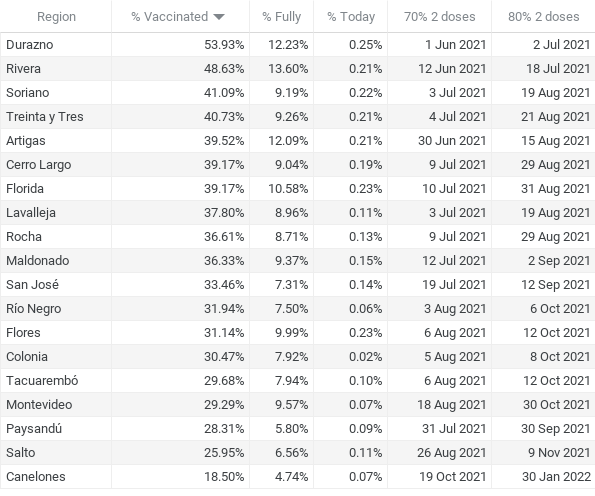 Region % Vaccinated % Fully % Today 70% 2 doses 80% 2 doses
Durazno 53.93% 12.23% 0.25% 1 Jun 2021 2 Jul 2021
Rivera 48.63% 13.60% 0.21% 12 Jun 2021 18 Jul 2021
Soriano 41.09% 9.19% 0.22% 3 Jul 2021 19 Aug 2021
Treinta y Tres 40.73% 9.26% 0.21% 4 Jul 2021 21 Aug 2021
Artigas 39.52% 12.09% 0.21% 30 Jun 2021 15 Aug 2021
Cerro Largo 39.17% 9.04% 0.19% 9 Jul 2021 29 Aug 2021
Florida 39.17% 10.58% 0.23% 10 Jul 2021 31 Aug 2021
Lavalleja 37.80% 8.96% 0.11% 3 Jul 2021 19 Aug 2021
Rocha 36.61% 8.71% 0.13% 9 Jul 2021 29 Aug 2021
Maldonado 36.33% 9.37% 0.15% 12 Jul 2021 2 Sep 2021
San José 33.46% 7.31% 0.14% 19 Jul 2021 12 Sep 2021
Río Negro 31.94% 7.50% 0.06% 3 Aug 2021 6 Oct 2021
Flores 31.14% 9.99% 0.23% 6 Aug 2021 12 Oct 2021
Colonia 30.47% 7.92% 0.02% 5 Aug 2021 8 Oct 2021
Tacuarembó 29.68% 7.94% 0.10% 6 Aug 2021 12 Oct 2021
Montevideo 29.29% 9.57% 0.07% 18 Aug 2021 30 Oct 2021
Paysandú 28.31% 5.80% 0.09% 31 Jul 2021 30 Sep 2021
Salto 25.95% 6.56% 0.11% 26 Aug 2021 9 Nov 2021
Canelones 18.50% 4.74% 0.07% 19 Oct 2021 30 Jan 2022